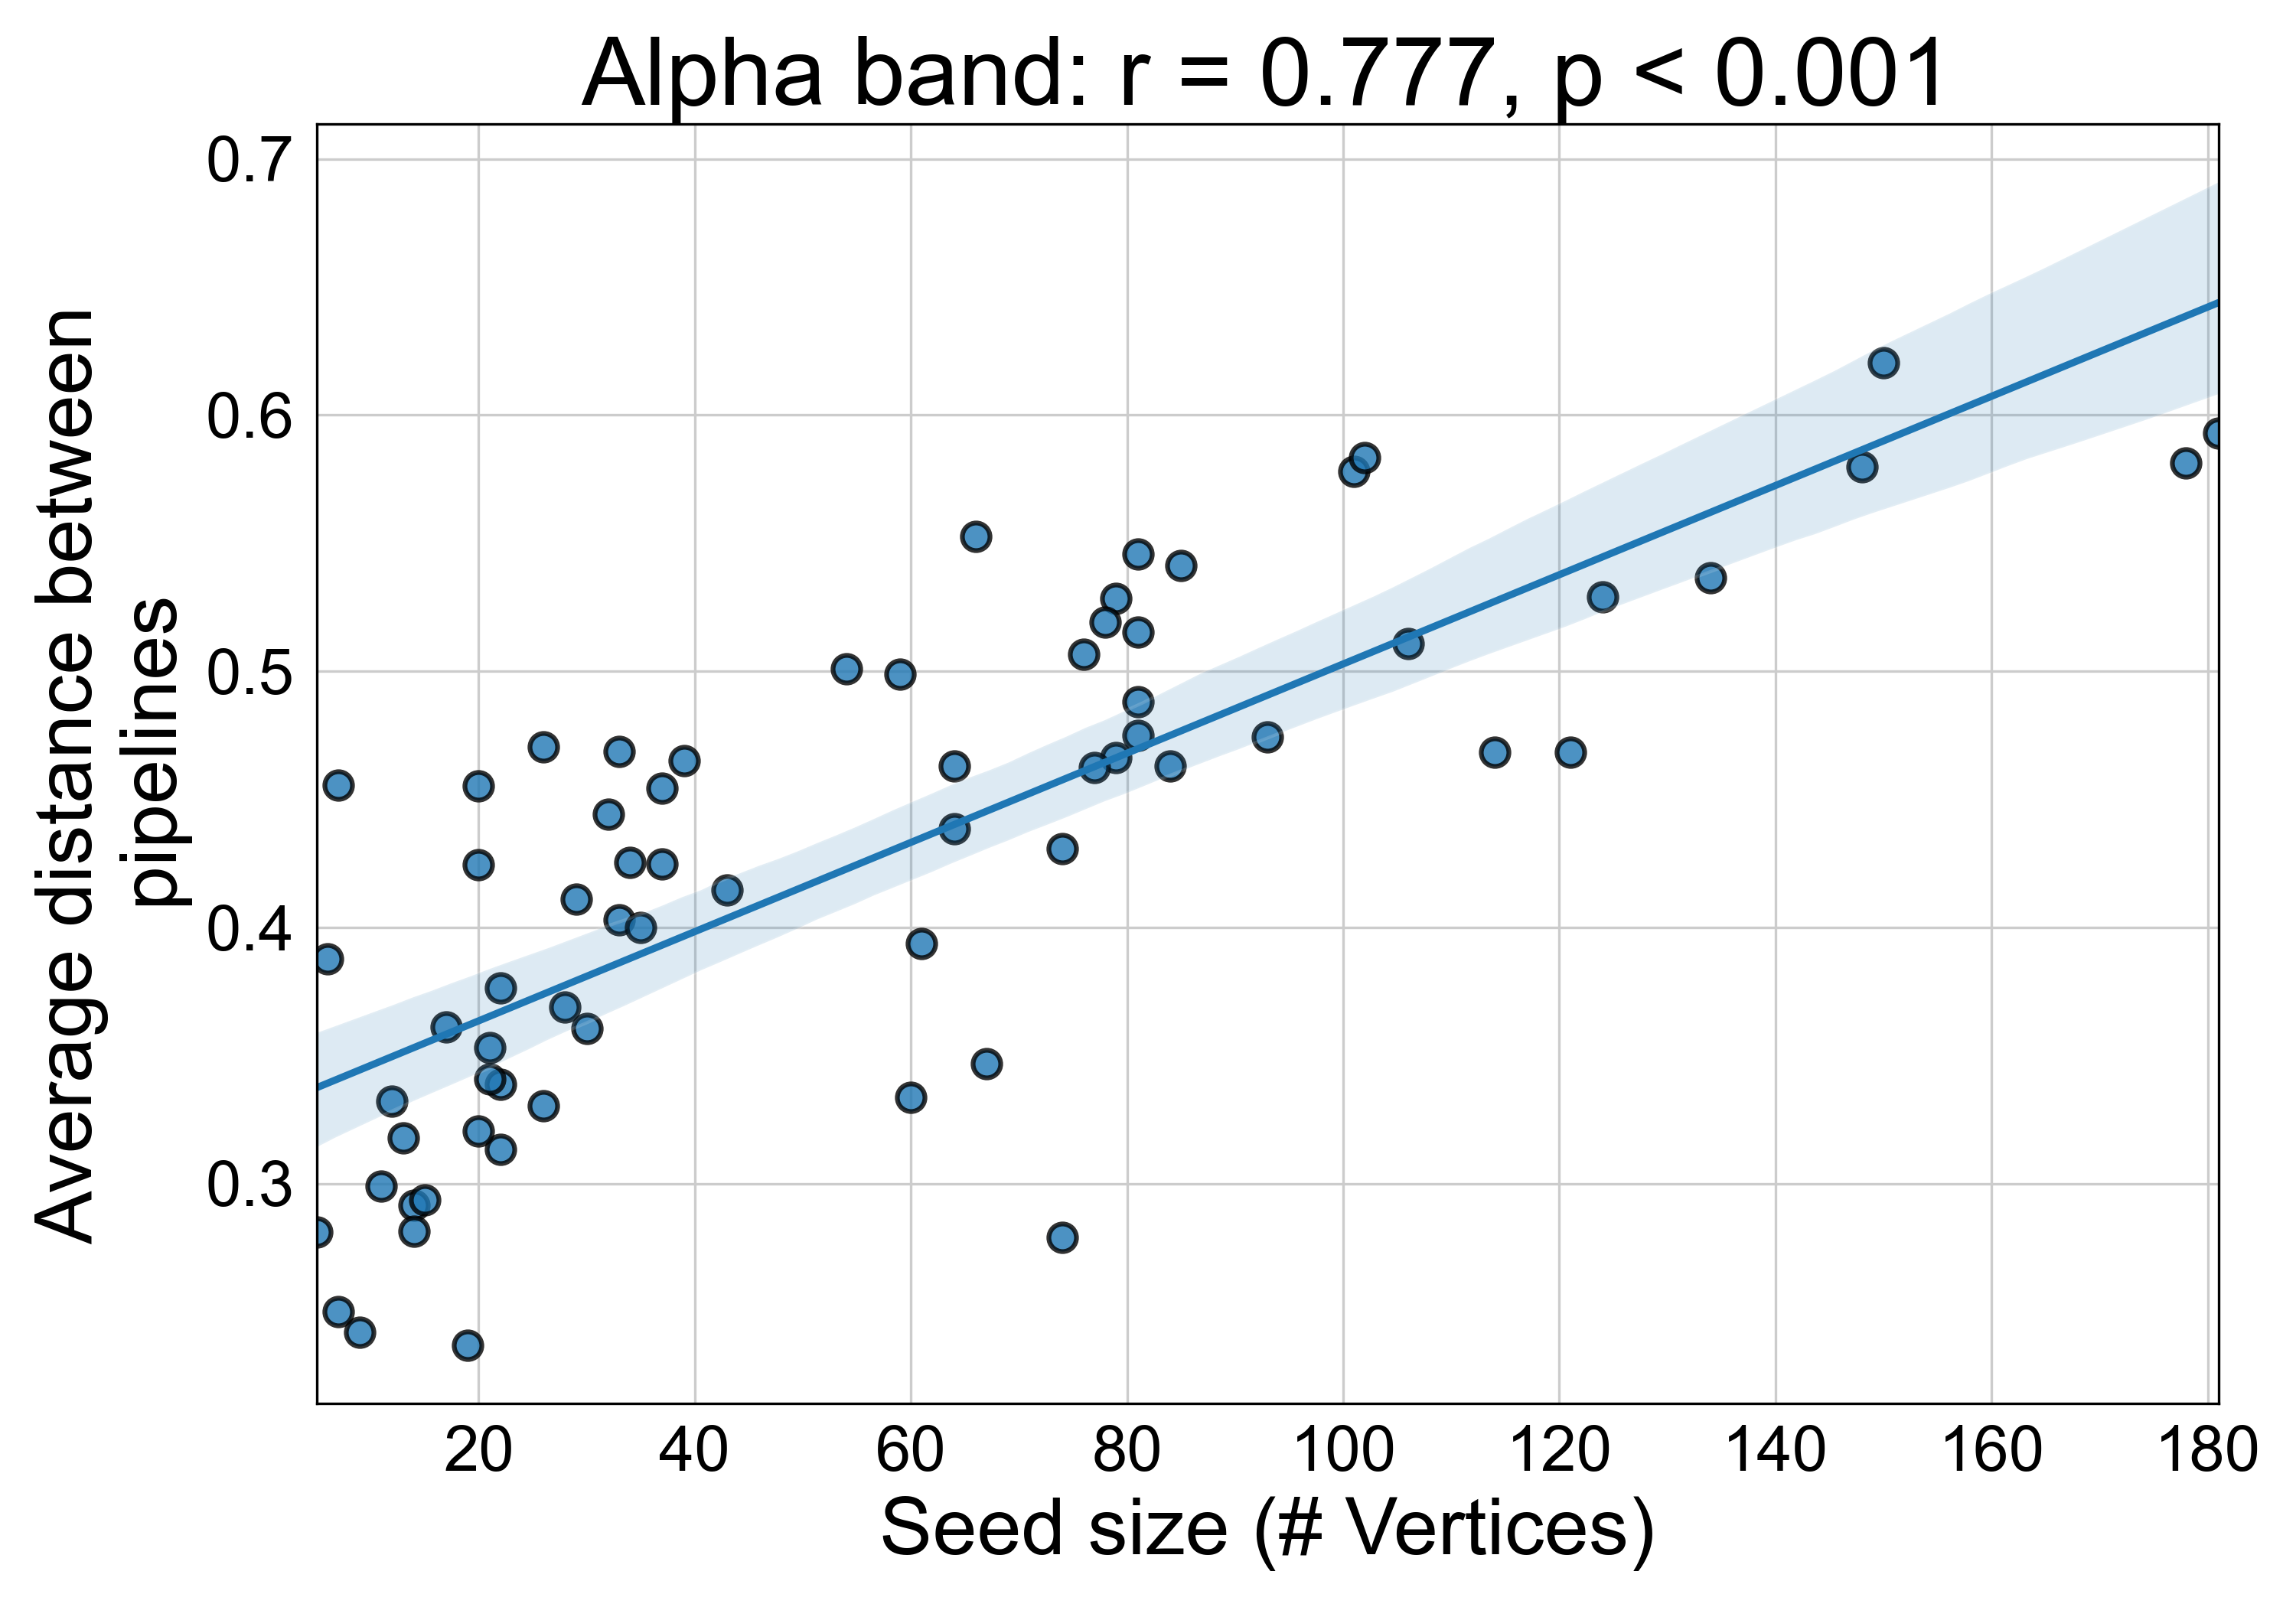 Alpha band: r = 0.777, p < 0.001
Average distance between
pipelines
0.7
0.6
0.5
0.4
0.3
20 40 60 80 100 120 140 160 180
Seed size (# Vertices)